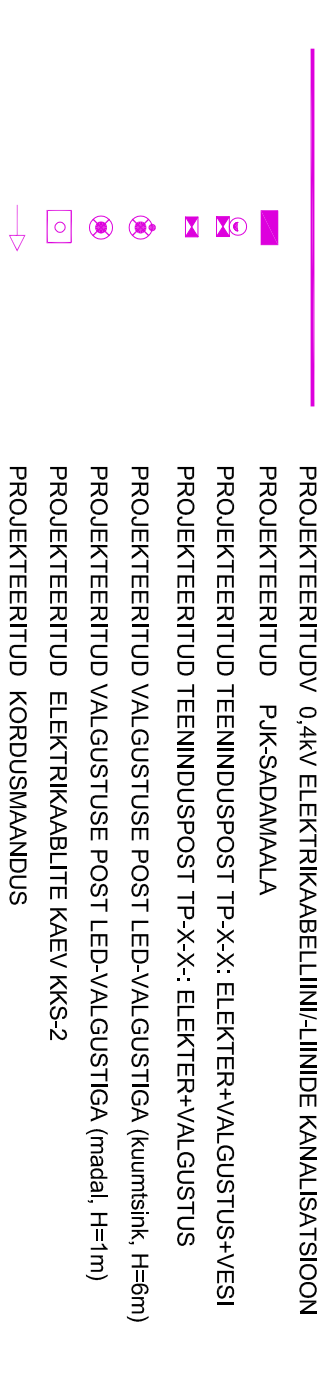 PROJEKTEERITUDV 0,4kV ELEKTRIKAABELLIINI/-LIINIDE KANALISATSIOON
PROJEKTEERITUD PJK-SADAMAALA
PROJEKTEERITUD TEENINDUSPOST TP-X-X: ELEKTER+VALGUSTUS+VESI
PROJEKTEERITUD TEENINDUSPOST TP-X-X-: ELEKTER+VALGUSTUS
PROJEKTEERITUD VALGUSTUSE POST LED-VALGUSTIGA (kuumtsink, H=6m)
PROJEKTEERITUD VALGUSTUSE POST LED-VALGUSTIGA (madal, H=1m)
PROJEKTEERITUD ELEKTRIKAABLITE KAEV KKS-2
PROJEKTEERITUD KORDUSMAANDUS